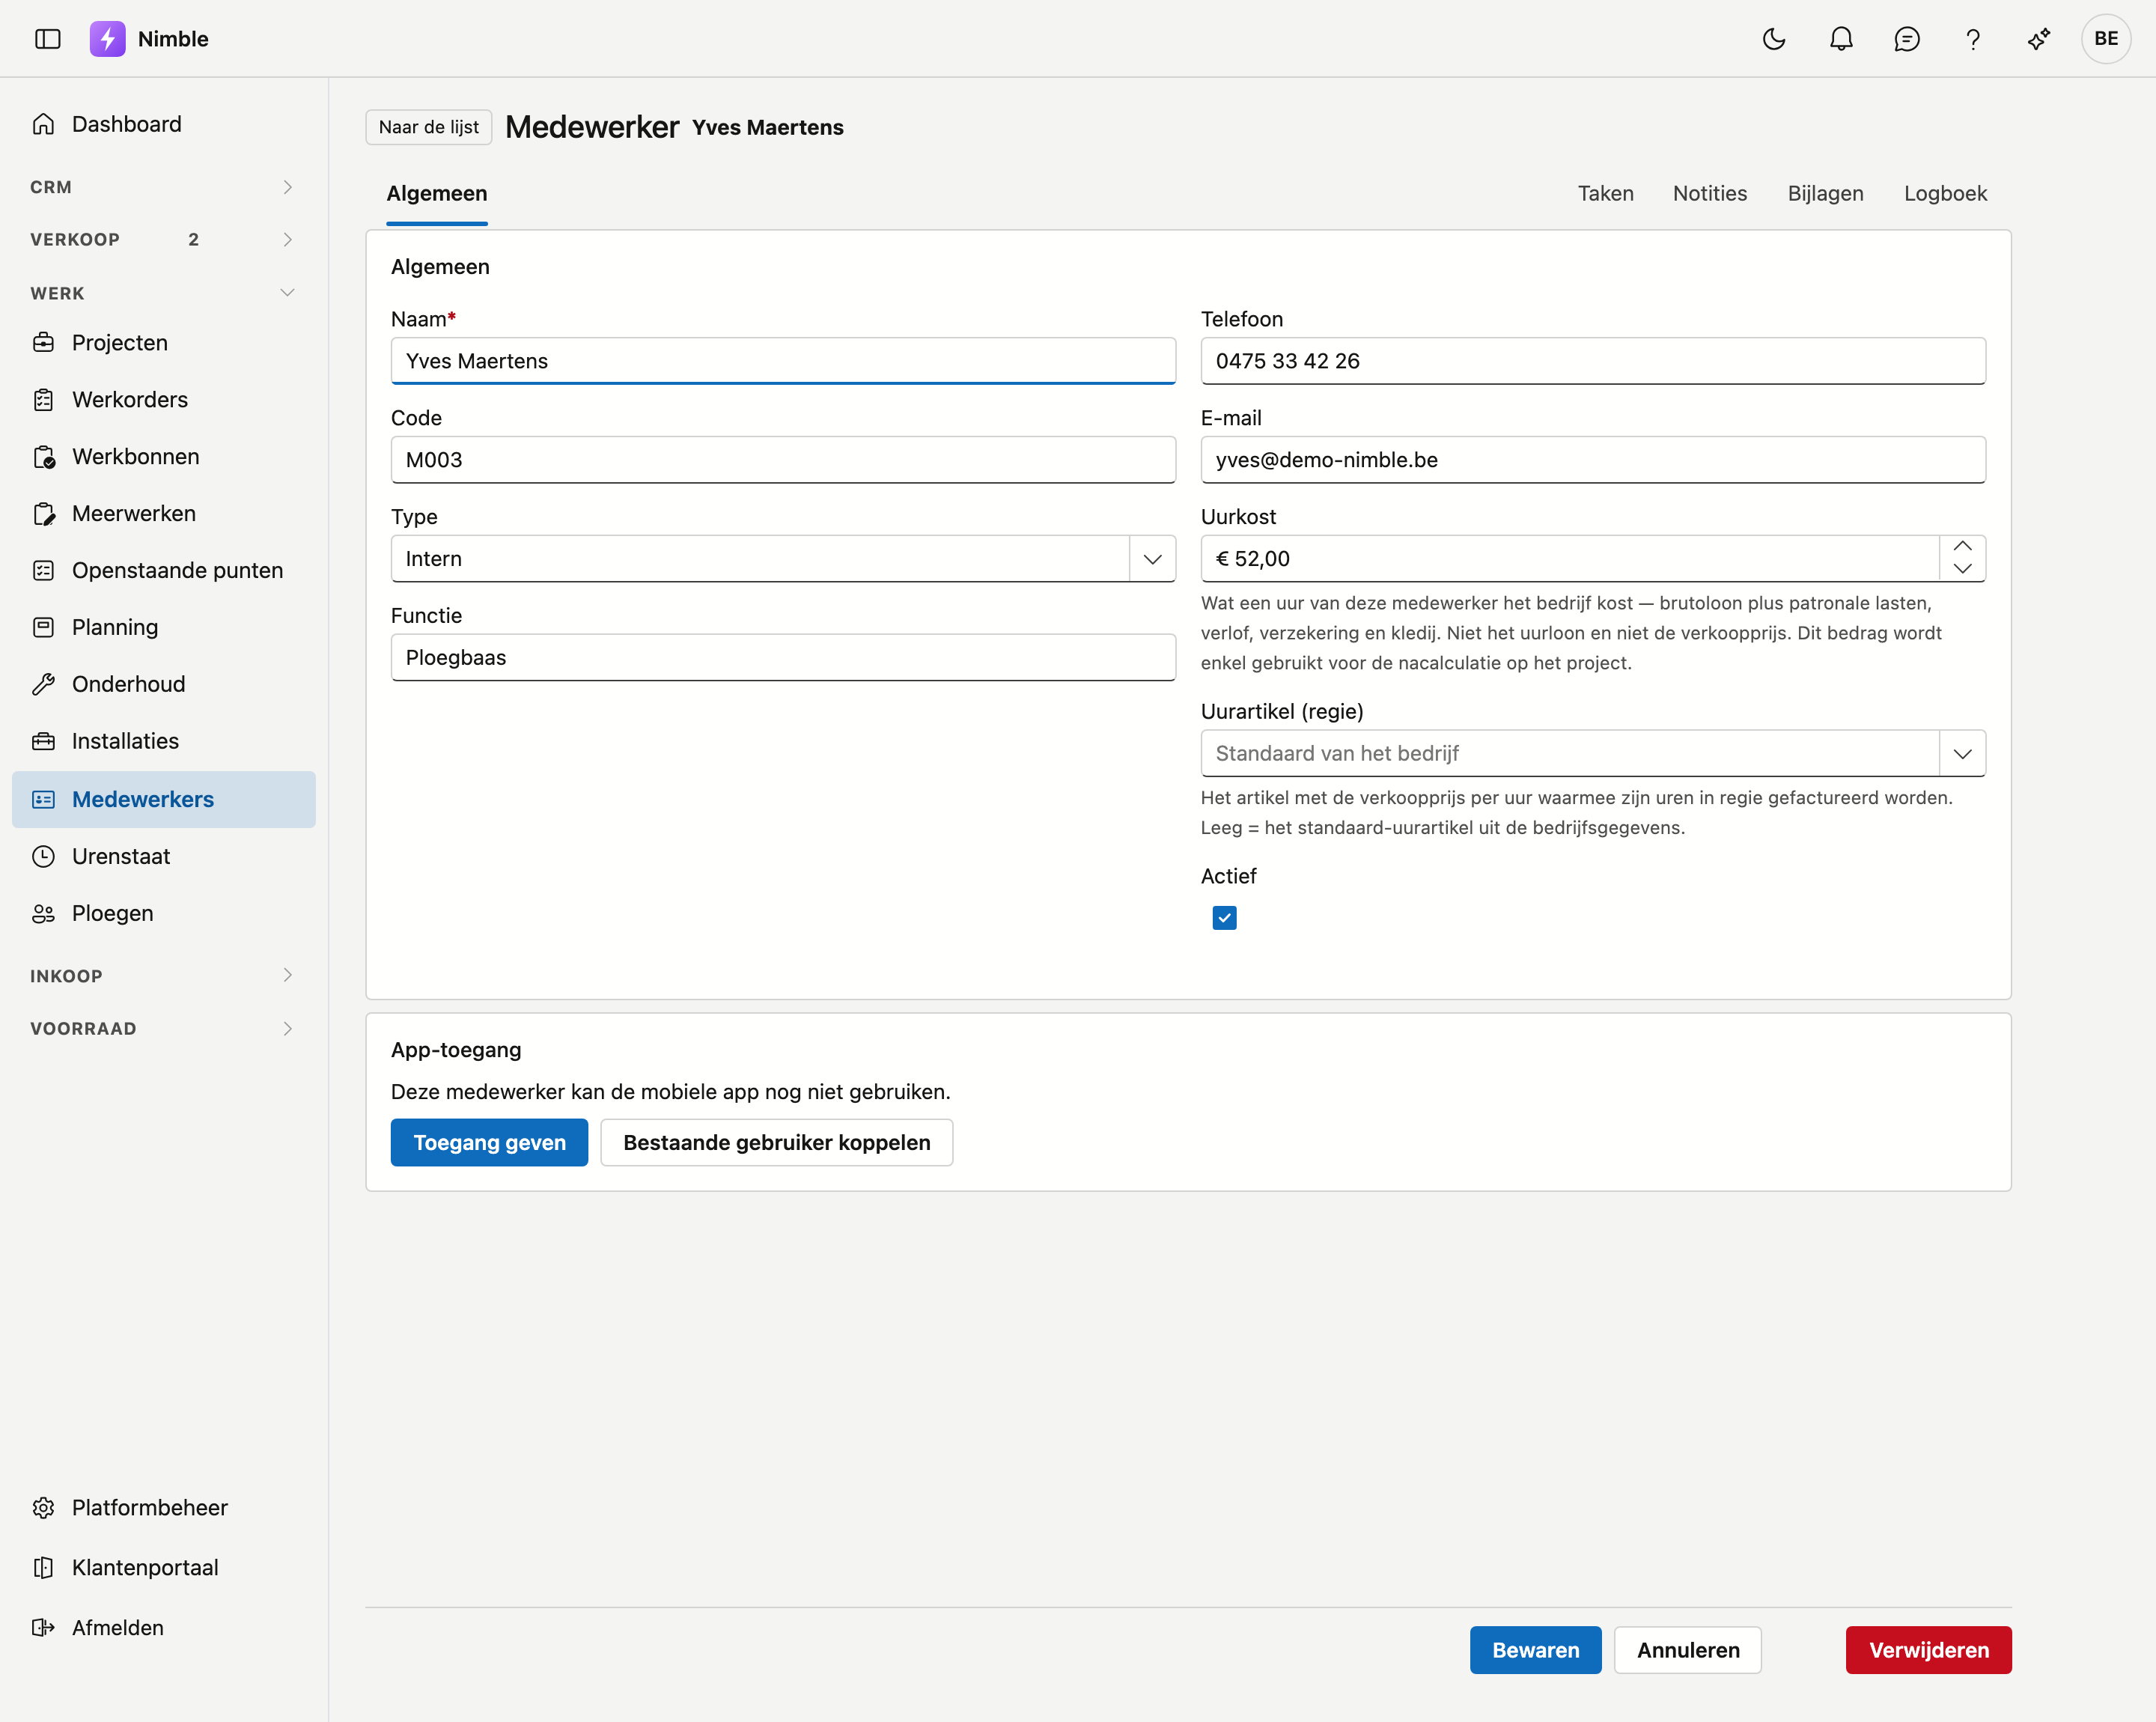 Nimble
BE
Dashboard
CRM
VERKOOP 2
WERK
Projecten
Werkorders
Werkbonnen
Meerwerken
Openstaande punten
Planning
Onderhoud
Installaties
Medewerkers
Urenstaat
Ploegen
INKOOP
VOORRAAD
Platformbeheer
Klantenportaal
Afmelden
Naar de lijst Medewerker Yves Maertens
Algemeen Taken Notities Bijlagen Logboek
Algemeen
Naam*
Yves Maertens
Code
M003
Type
Intern
Functie
Ploegbaas
Telefoon
0475 33 42 26
E-mail
yves@demo-nimble.be
Uurkost
€ 52,00
Wat een uur van deze medewerker het bedrijf kost — brutoloon plus patronale lasten,
verlof, verzekering en kledij. Niet het uurloon en niet de verkoopprijs. Dit bedrag wordt
enkel gebruikt voor de nacalculatie op het project.
Uurartikel (regie)
Standaard van het bedrijf
Het artikel met de verkoopprijs per uur waarmee zijn uren in regie gefactureerd worden.
Leeg = het standaard-uurartikel uit de bedrijfsgegevens.
Actief
App-toegang
Deze medewerker kan de mobiele app nog niet gebruiken.
Toegang geven Bestaande gebruiker koppelen
Bewaren Annuleren Verwijderen